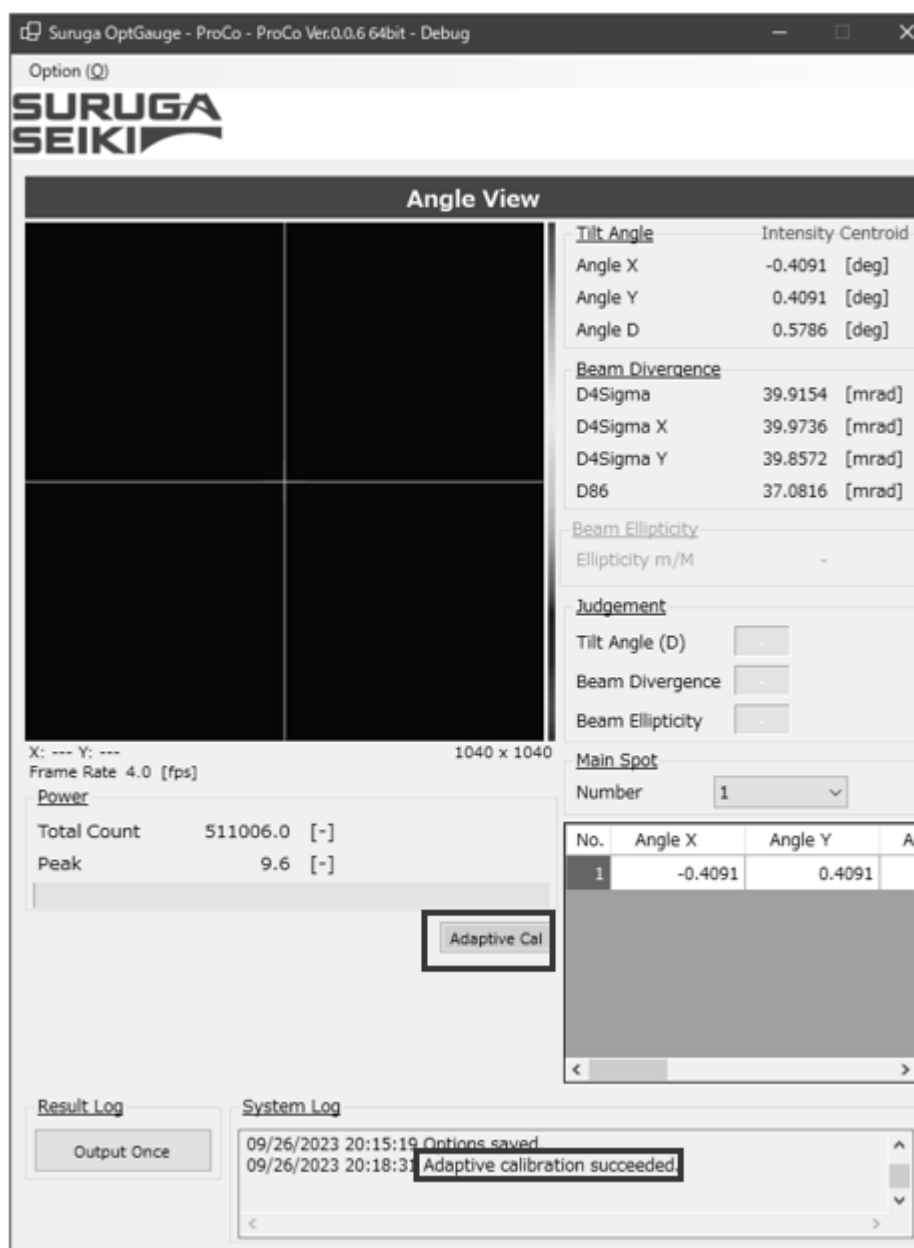 Suruga OptGauge - ProCo - ProCo Ver.0.0.6 64bit - Debug
Option (O)
SURUGA
SEIKI
Angle View
Tilt Angle Intensity Centroid
Angle X -0.4091 [deg]
Angle Y 0.4091 [deg]
Angle D 0.5786 [deg]
Beam Divergence
D4Sigma 39.9154 [mrad]
D4Sigma X 39.9736 [mrad]
D4Sigma Y 39.8572 [mrad]
D86 37.0816 [mrad]
Beam Ellipticity
Ellipticity m/M -
Judgement
Tilt Angle (D) -
Beam Divergence -
Beam Ellipticity -
X: --- Y: --- 1040 x 1040
Frame Rate 4.0 [fps]
Main Spot
Number 1
Power
Total Count 511006.0 [-]
Peak 9.6 [-]
No. Angle X Angle Y A
1 -0.4091 0.4091
Adaptive Cal
Result Log
Output Once
System Log
09/26/2023 20:15:19 Options saved.
09/26/2023 20:18:31 Adaptive calibration succeeded.